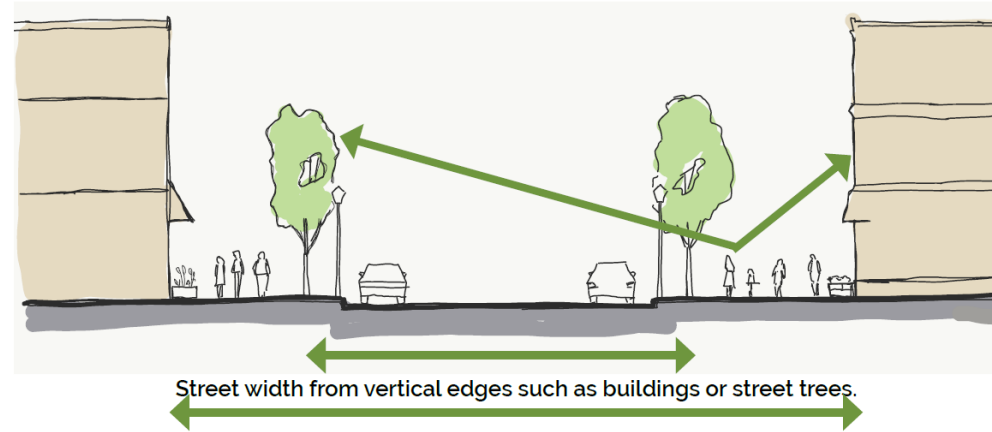 Street width from vertical edges such as buildings or street trees.